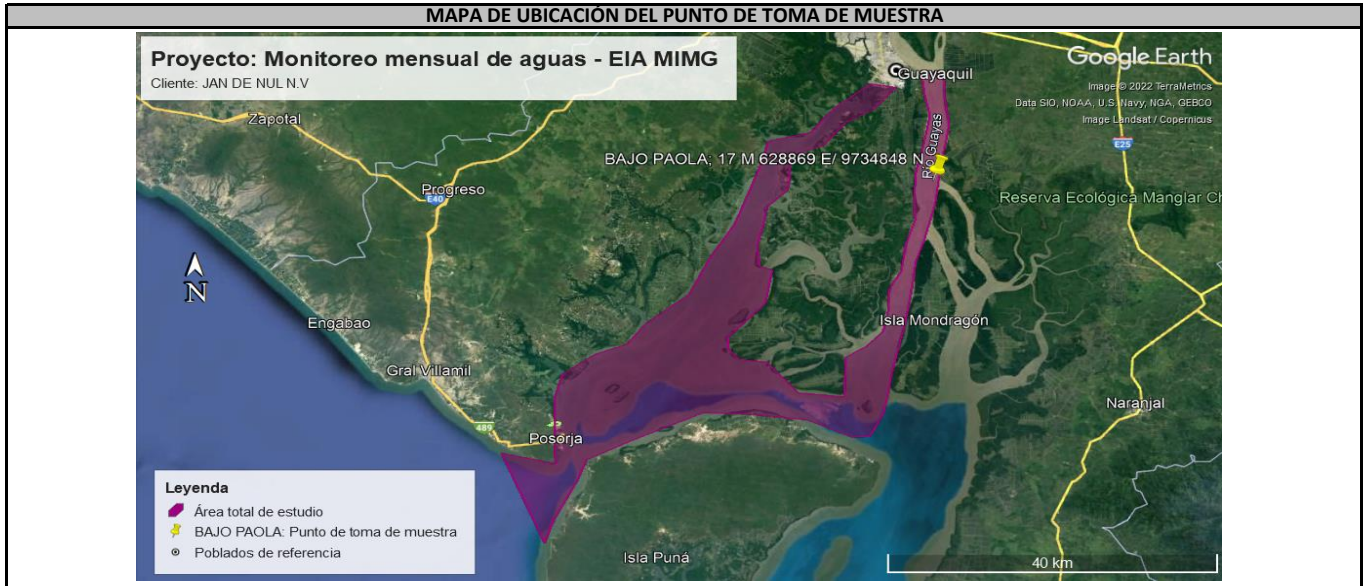 MAPA DE UBICACIÓN DEL PUNTO DE TOMA DE MUESTRA
Proyecto: Monitoreo mensual de aguas - EIA MIMG
Cliente: JAN DE NUL N.V
Google Earth
Image © 2022 TerraMetrics
Data SIO, NOAA, U.S. Navy, NGA, GEBCO
Image Landsat / Copernicus
Guayaquil
Zapotal
E25
BAJO PAOLA; 17 M 628869 E/ 9734848 N
Río Guayas
Progreso
E40
Reserva Ecológica Manglar Ch
N
Engabao
Isla Mondragón
Gral Villamil
Naranjal
489
Posorja
Leyenda
Área total de estudio
BAJO PAOLA: Punto de toma de muestra
Poblados de referencia
Isla Puná
40 km